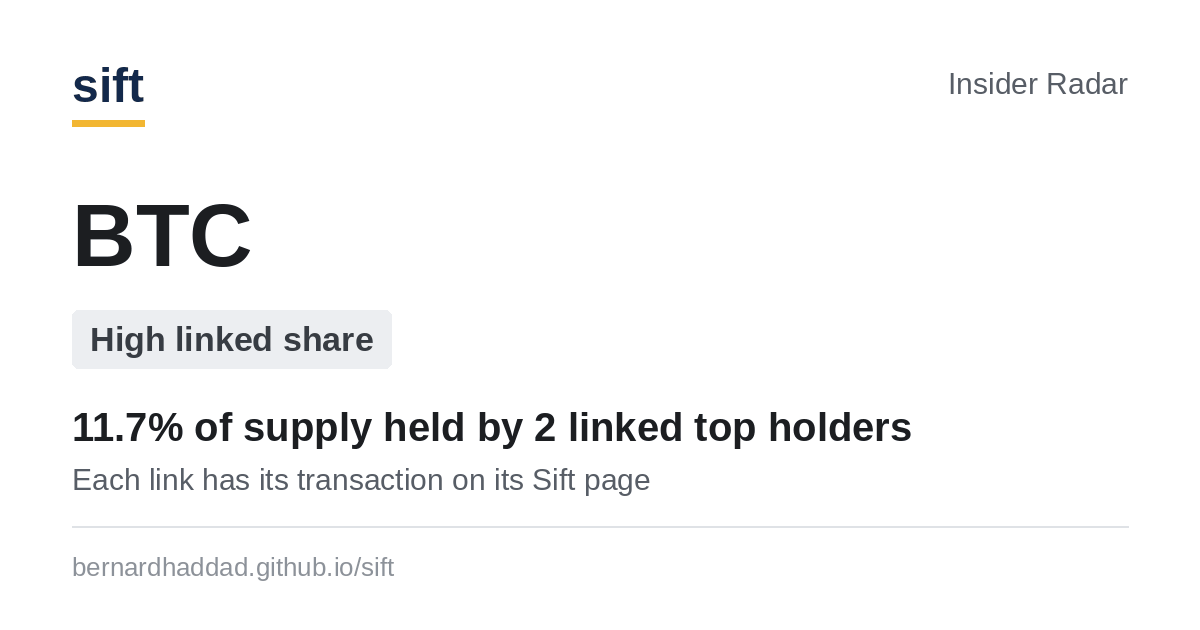 sift
Insider Radar
BTC
High linked share
11.7% of supply held by 2 linked top holders
Each link has its transaction on its Sift page
bernardhaddad.github.io/sift